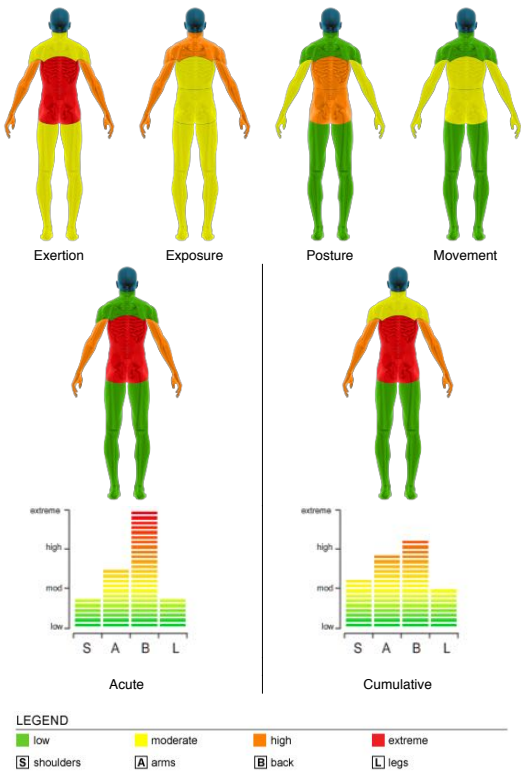 Exertion Exposure Posture Movement
extreme extreme
high high
mod mod
low low
S A B L S A B L
Acute Cumulative
LEGEND
low moderate high extreme
S shoulders A arms B back L legs